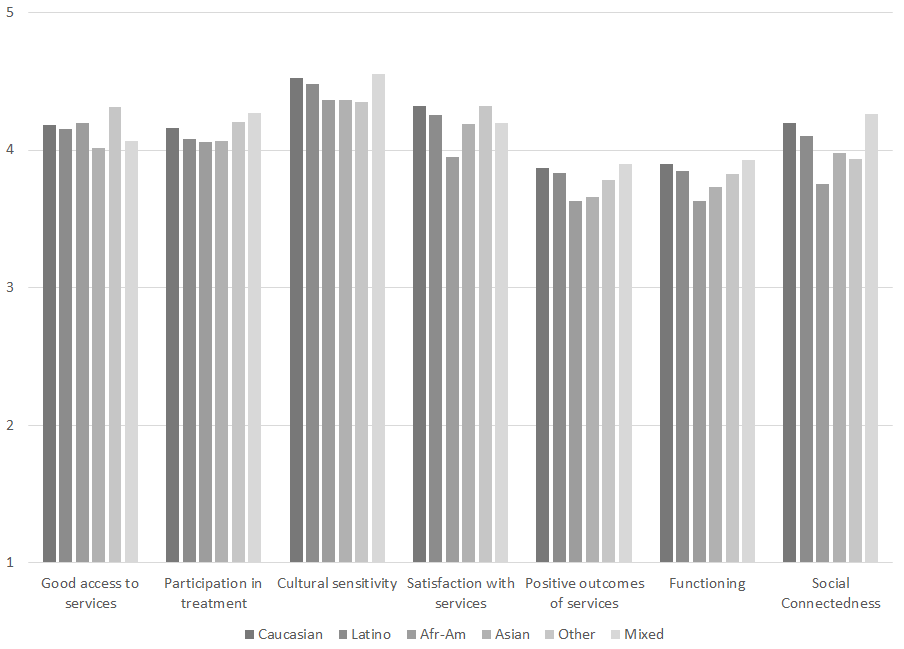 5
4
3
2
1
Good access to services
Participation in treatment
Cultural sensitivity
Satisfaction with services
Positive outcomes of services
Functioning
Social Connectedness
Caucasian Latino Afr-Am Asian Other Mixed